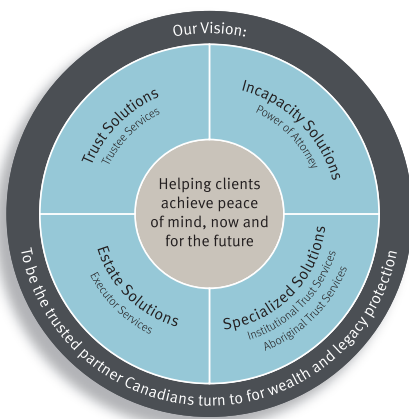 Our Vision:
Trust Solutions
Trustee Services
Incapacity Solutions
Power of Attorney
Helping clients
achieve peace
of mind, now and
for the future
Estate Solutions
Executor Services
Specialized Solutions
Institutional Trust Services
Aboriginal Trust Services
To be the trusted partner Canadians turn to for wealth and legacy protection